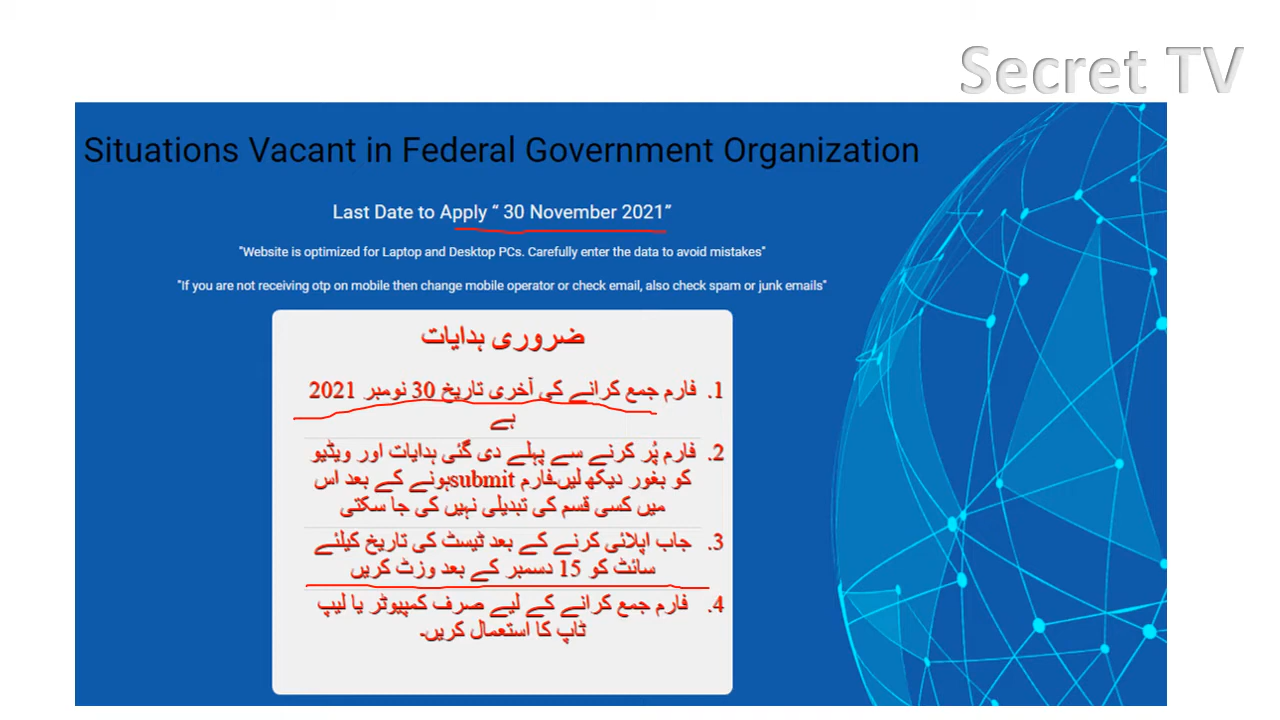 Secret TV
Situations Vacant in Federal Government Organization
Last Date to Apply “ 30 November 2021”
"Website is optimized for Laptop and Desktop PCs. Carefully enter the data to avoid mistakes"
"If you are not receiving otp on mobile then change mobile operator or check email, also check spam or junk emails"
ضروری ہدایات
1. فارم جمع کرانے کی آخری تاریخ 30 نومبر 2021
ہے
2. فارم پُر کرنے سے پہلے دی گئی ہدایات اور ویڈیو
کو بغور دیکھ لیں۔فارم submitہونے کے بعد اس
میں کسی قسم کی تبدیلی نہیں کی جا سکتی
3. جاب اپلائی کرنے کے بعد ٹیسٹ کی تاریخ کیلئے
سائٹ کو 15 دسمبر کے بعد وزٹ کریں
4. فارم جمع کرانے کے لیے صرف کمپیوٹر یا لیپ
ٹاپ کا استعمال کریں۔